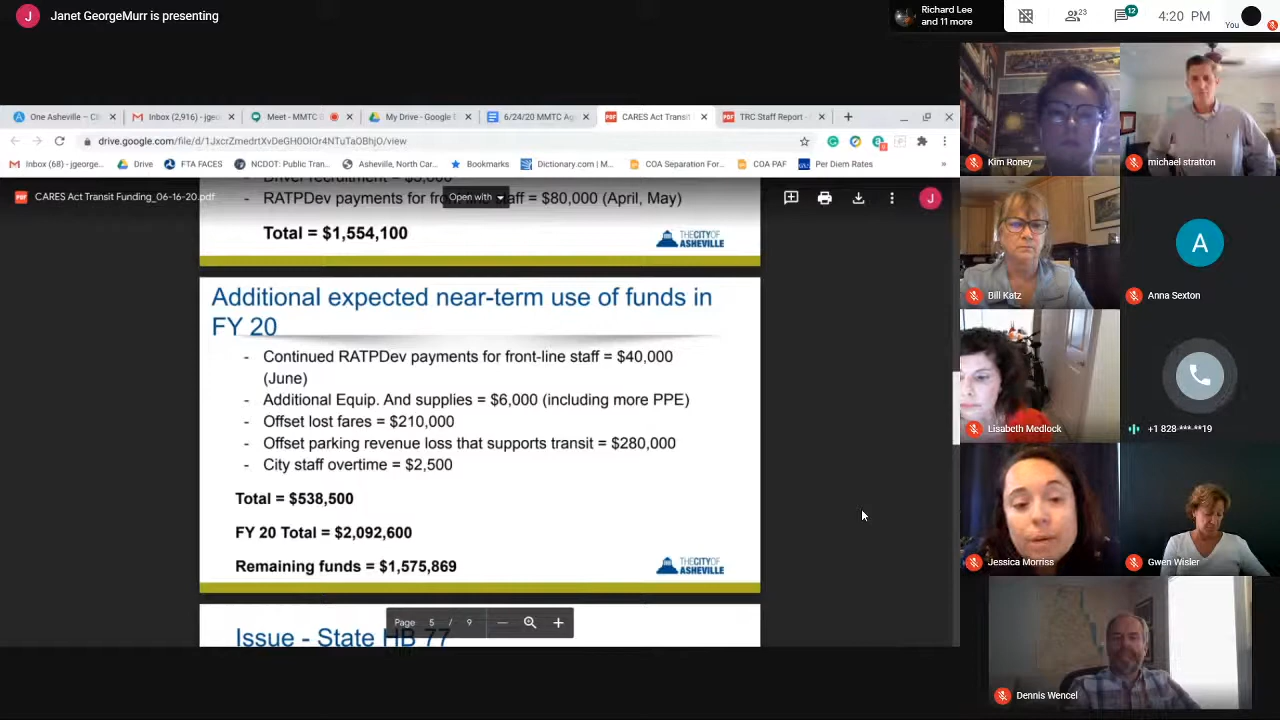 J Janet GeorgeMurr is presenting
Richard Lee
and 11 more
23
12
4:20 PM
You
One Asheville – C
Inbox (2,916) - jgeo
Meet - MMTC
My Drive - Google
6/24/20 MMTC Ag
CARES Act Transit
TRC Staff Report -
drive.google.com/file/d/1JxcrZmedrtXvDeGH0OIOr4NTuTaOBhjO/view
Inbox (68) - jgeorge...
Drive
FTA FACES
NCDOT: Public Tran...
Asheville, North Car...
Bookmarks
Dictionary.com | M...
COA Separation For...
COA PAF
Per Diem Rates
»
CARES Act Transit Funding_06-16-20.pdf
Open with
J
RATPDev payments for = $80,000 (April, May)
Total = $1,554,100
THE CITY OF
ASHEVILLE
Additional expected near-term use of funds in
FY 20
- Continued RATPDev payments for front-line staff = $40,000
(June)
- Additional Equip. And supplies = $6,000 (including more PPE)
- Offset lost fares = $210,000
- Offset parking revenue loss that supports transit = $280,000
- City staff overtime = $2,500
Total = $538,500
FY 20 Total = $2,092,600
Remaining funds = $1,575,869
THE CITY OF
ASHEVILLE
Page 5 / 9
Issue - State HB 77
Kim Roney
michael stratton
Bill Katz
A
Anna Sexton
Lisabeth Medlock
+1 828-***-**19
Jessica Morriss
Gwen Wisler
Dennis Wencel